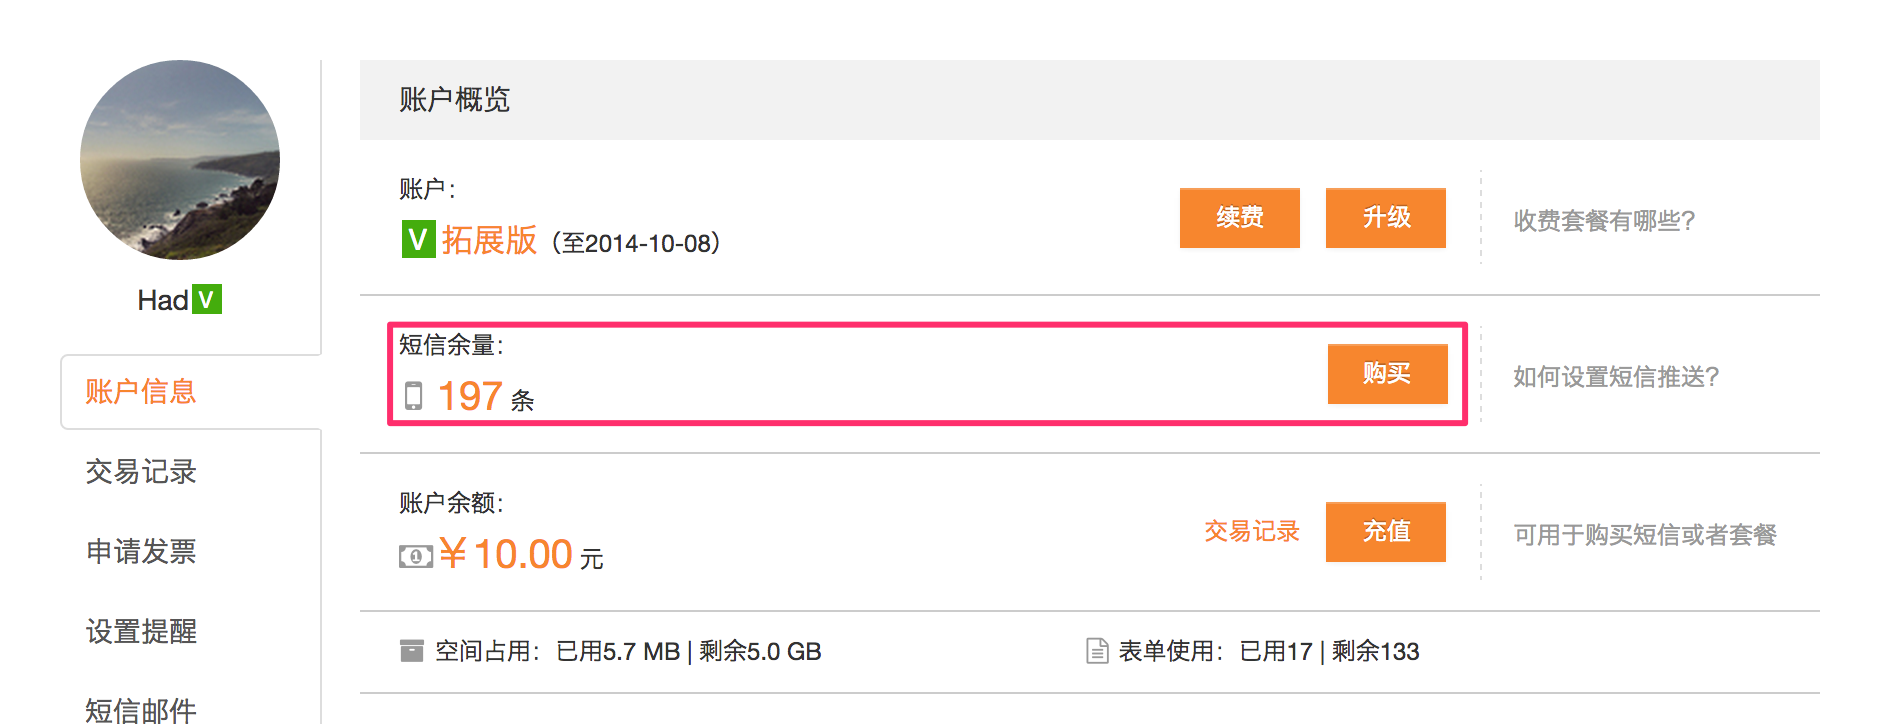 账户概览
Had V
账户信息
交易记录
申请发票
设置提醒
短信邮件
账户：
V 拓展版（至2014-10-08）
续费
升级
收费套餐有哪些？
短信余量：
197 条
购买
如何设置短信推送？
账户余额：
￥10.00 元
交易记录
充值
可用于购买短信或者套餐
空间占用：已用5.7 MB | 剩余5.0 GB
表单使用：已用17 | 剩余133